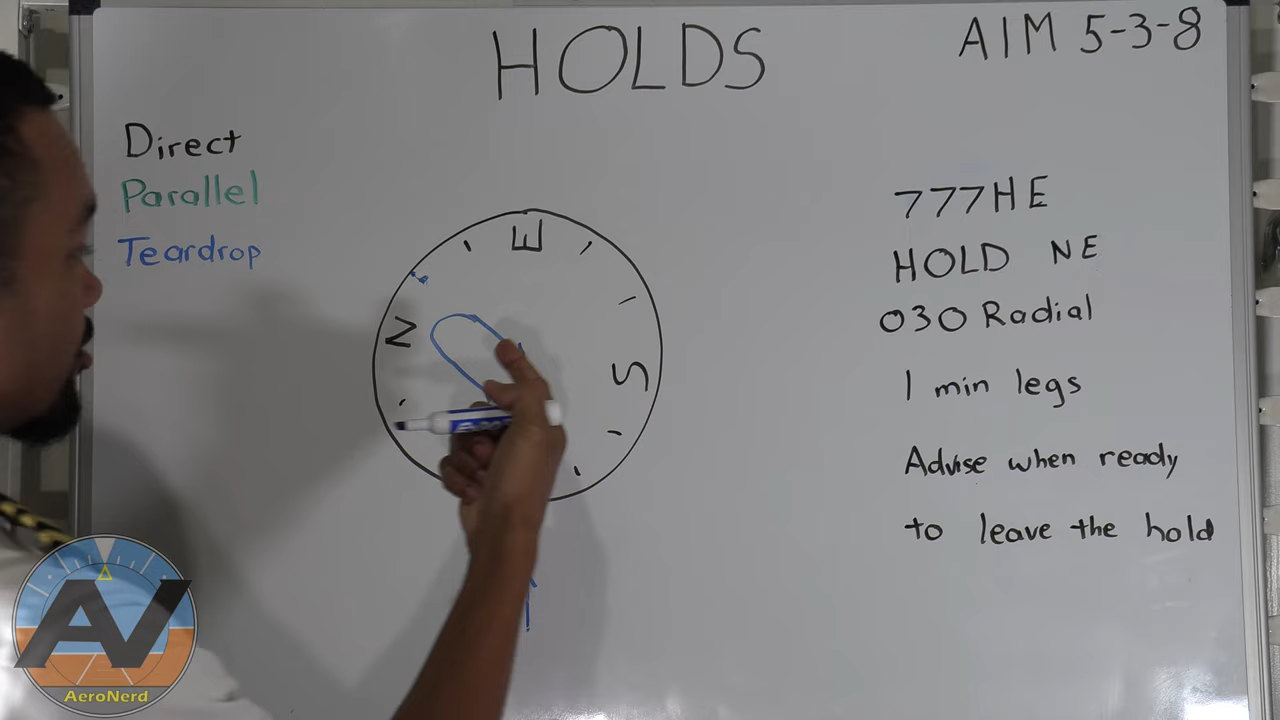 HOLDS
AIM 5-3-8
Direct
Parallel
Teardrop
E
N
S
777HE
HOLD NE
030 Radial
1 min legs
Advise when ready
to leave the hold
AV
AeroNerd